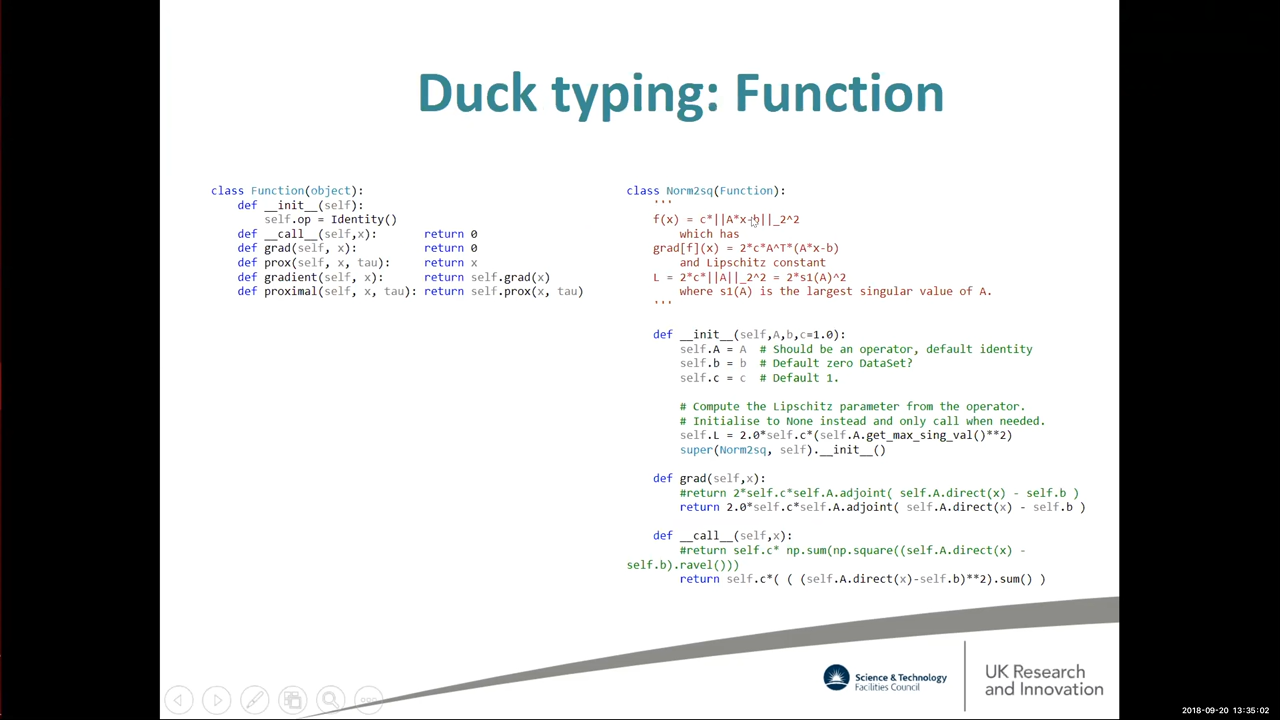 Duck typing: Function
class Function(object):
    def __init__(self):
        self.op = Identity()
    def __call__(self,x):       return 0
    def grad(self, x):          return 0
    def prox(self, x, tau):     return x
    def gradient(self, x):      return self.grad(x)
    def proximal(self, x, tau): return self.prox(x, tau)
class Norm2sq(Function):
    '''
    f(x) = c*||A*x-b||_2^2
        which has
    grad[f](x) = 2*c*A^T*(A*x-b)
        and Lipschitz constant
    L = 2*c*||A||_2^2 = 2*s1(A)^2
        where s1(A) is the largest singular value of A.
    '''
    def __init__(self,A,b,c=1.0):
        self.A = A  # Should be an operator, default identity
        self.b = b  # Default zero DataSet?
        self.c = c  # Default 1.
        # Compute the Lipschitz parameter from the operator.
        # Initialise to None instead and only call when needed.
        self.L = 2.0*self.c*(self.A.get_max_sing_val()**2)
        super(Norm2sq, self).__init__()
    def grad(self,x):
        #return 2*self.c*self.A.adjoint( self.A.direct(x) - self.b )
        return 2.0*self.c*self.A.adjoint( self.A.direct(x) - self.b )
    def __call__(self,x):
        #return self.c* np.sum(np.square((self.A.direct(x) -
self.b).ravel()))
        return self.c*( ( (self.A.direct(x)-self.b)**2).sum() )
Science & Technology
Facilities Council
UK Research
and Innovation
2018-09-20 13:35:02